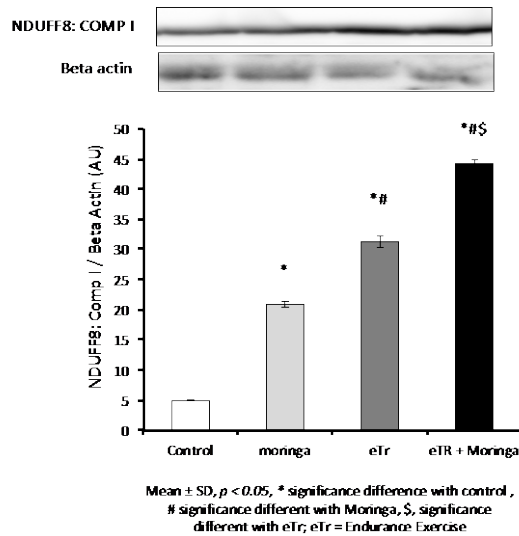 NDUFF8: COMP I
Beta actin
50
45
40
35
30
25
20
15
10
5
0
NDUFF8: Comp I / Beta Actin (AU)
*
*#
*#$
Control
moringa
eTr
eTR + Moringa
Mean ± SD, p < 0.05, * significance difference with control ,
# significance different with Moringa, $, significance
different with eTr; eTr = Endurance Exercise